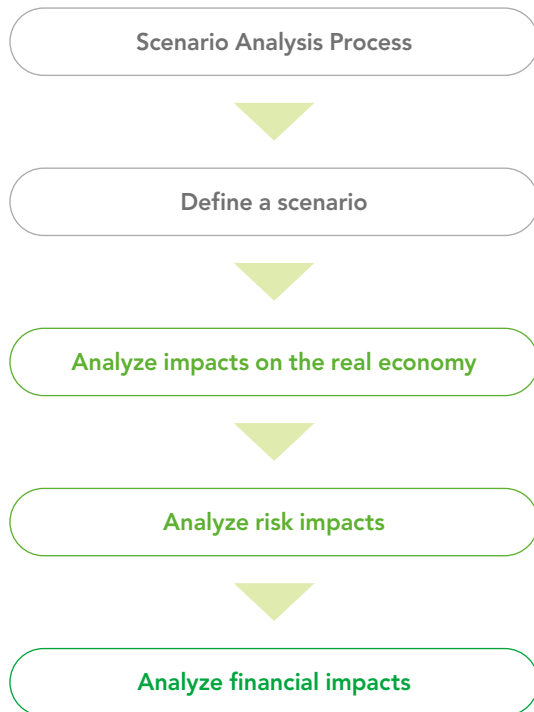 Scenario Analysis Process
Define a scenario
Analyze impacts on the real economy
Analyze risk impacts
Analyze financial impacts